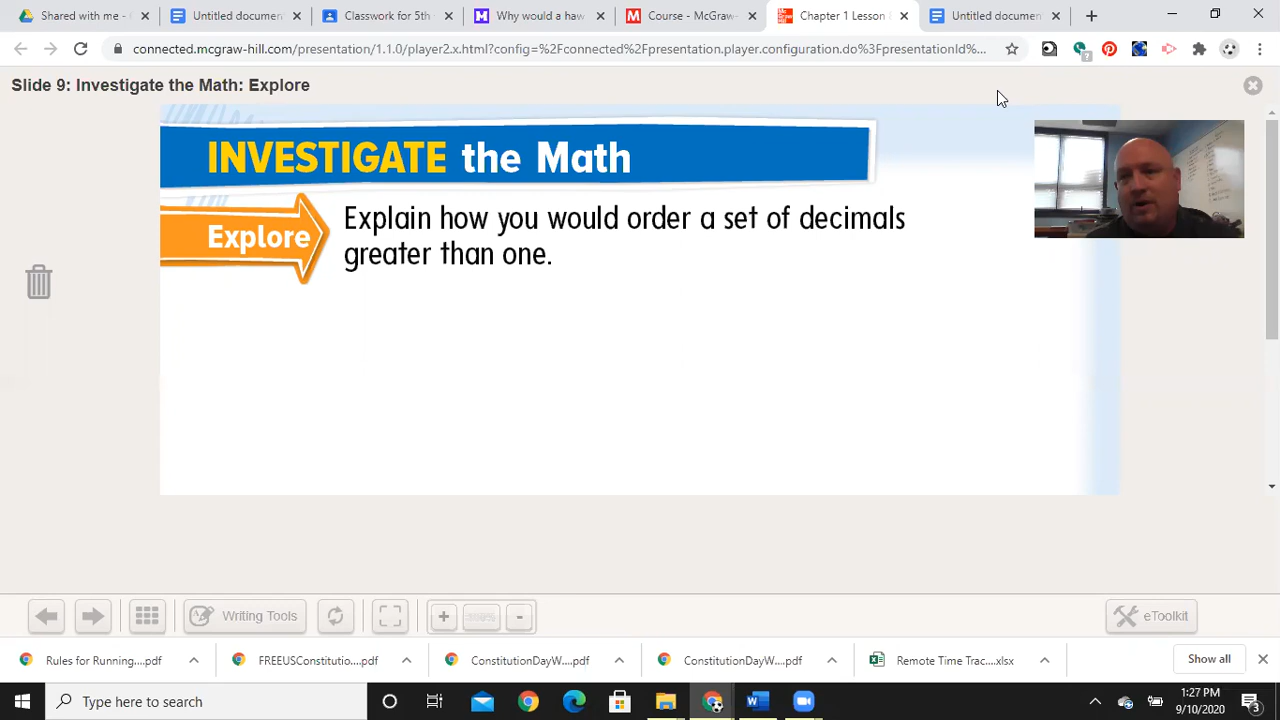 Shared with me -
Untitled document
Classwork for 5th
Why would a haw
Course - McGraw-
Chapter 1 Lesson
Untitled documen
connected.mcgraw-hill.com/presentation/1.1.0/player2.x.html?config=%2Fconnected%2Fpresentation.player.configuration.do%3FpresentationId%...
Slide 9: Investigate the Math: Explore
INVESTIGATE the Math
Explore
Explain how you would order a set of decimals
greater than one.
Writing Tools
eToolkit
Rules for Running....pdf
FREEUSConstitutio....pdf
ConstitutionDayW....pdf
ConstitutionDayW....pdf
Remote Time Trac....xlsx
Show all
Type here to search
1:27 PM
9/10/2020
3